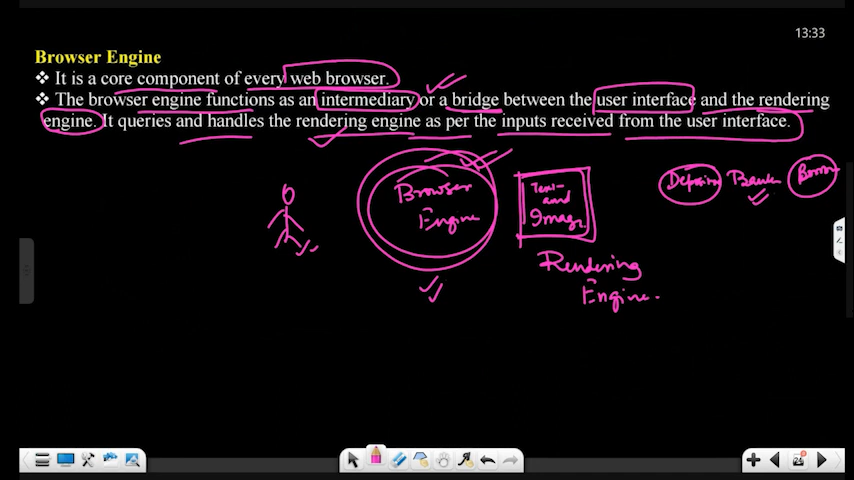 13:33
Browser Engine
❖ It is a core component of every web browser.
❖ The browser engine functions as an intermediary or a bridge between the user interface and the rendering
engine. It queries and handles the rendering engine as per the inputs received from the user interface.
Browser
Engine
Text
and
Image
Rendering
Engine.
24